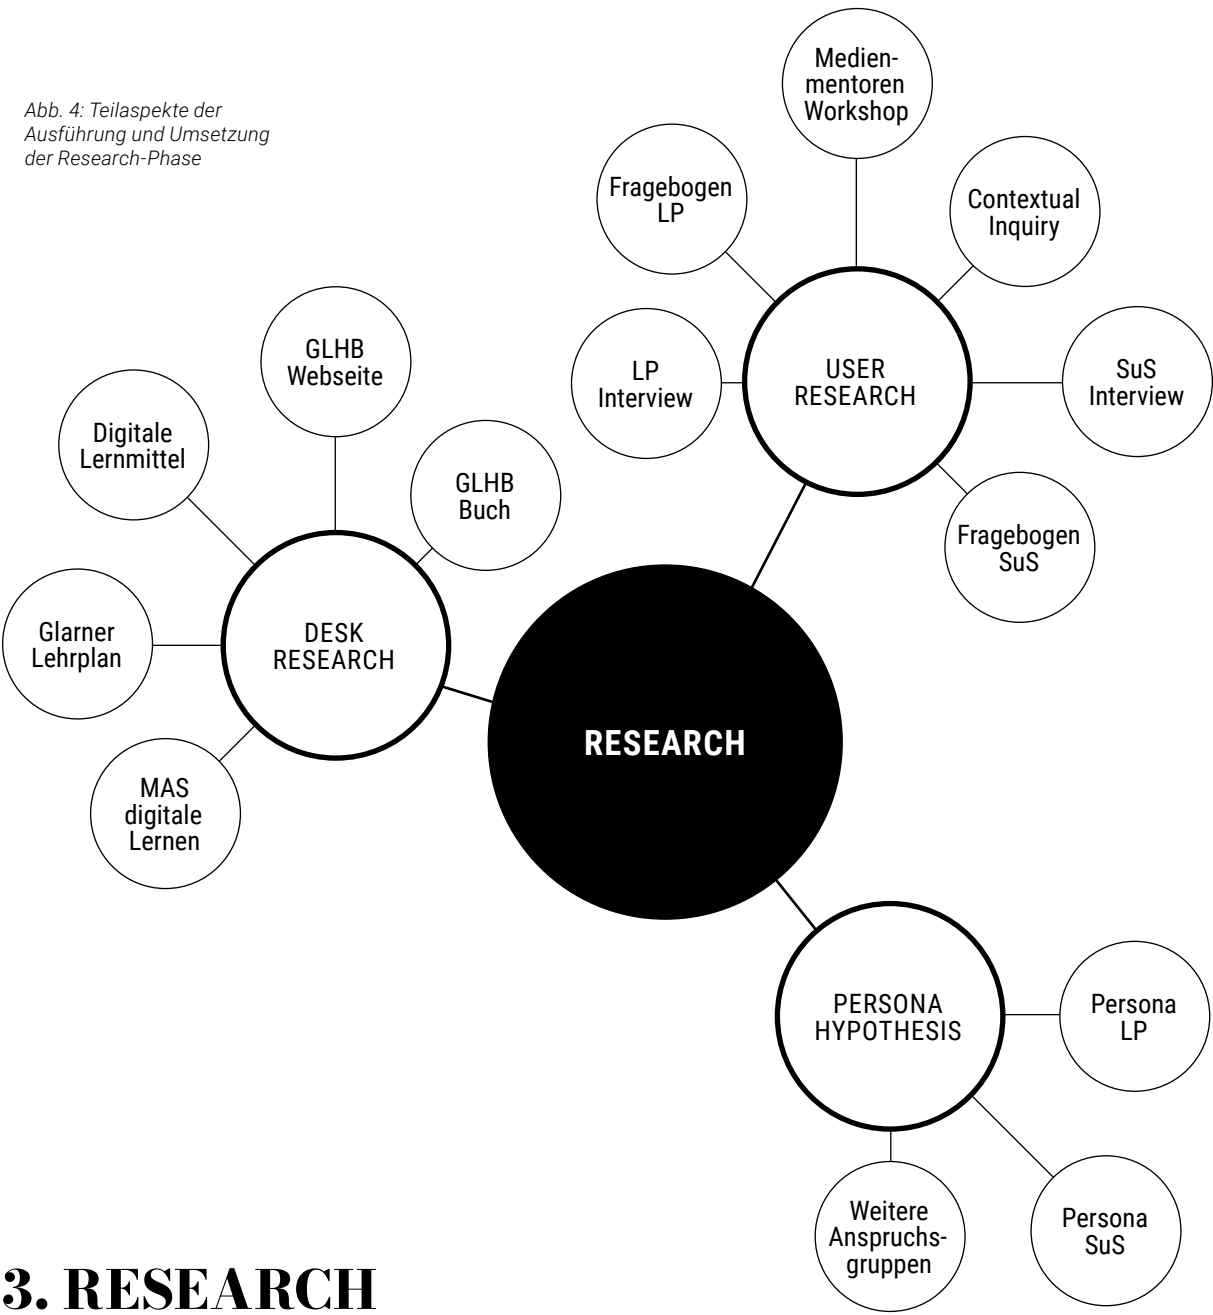 Abb. 4: Teilaspekte der
Ausführung und Umsetzung
der Research-Phase
Medien-
mentoren
Workshop
Fragebogen
LP
Contextual
Inquiry
LP
Interview
USER
RESEARCH
SuS
Interview
Fragebogen
SuS
GLHB
Webseite
Digitale
Lernmittel
GLHB
Buch
Glarner
Lehrplan
DESK
RESEARCH
MAS
digitale
Lernen
RESEARCH
PERSONA
HYPOTHESIS
Persona
LP
Weitere
Anspruchs-
gruppen
Persona
SuS
3. RESEARCH